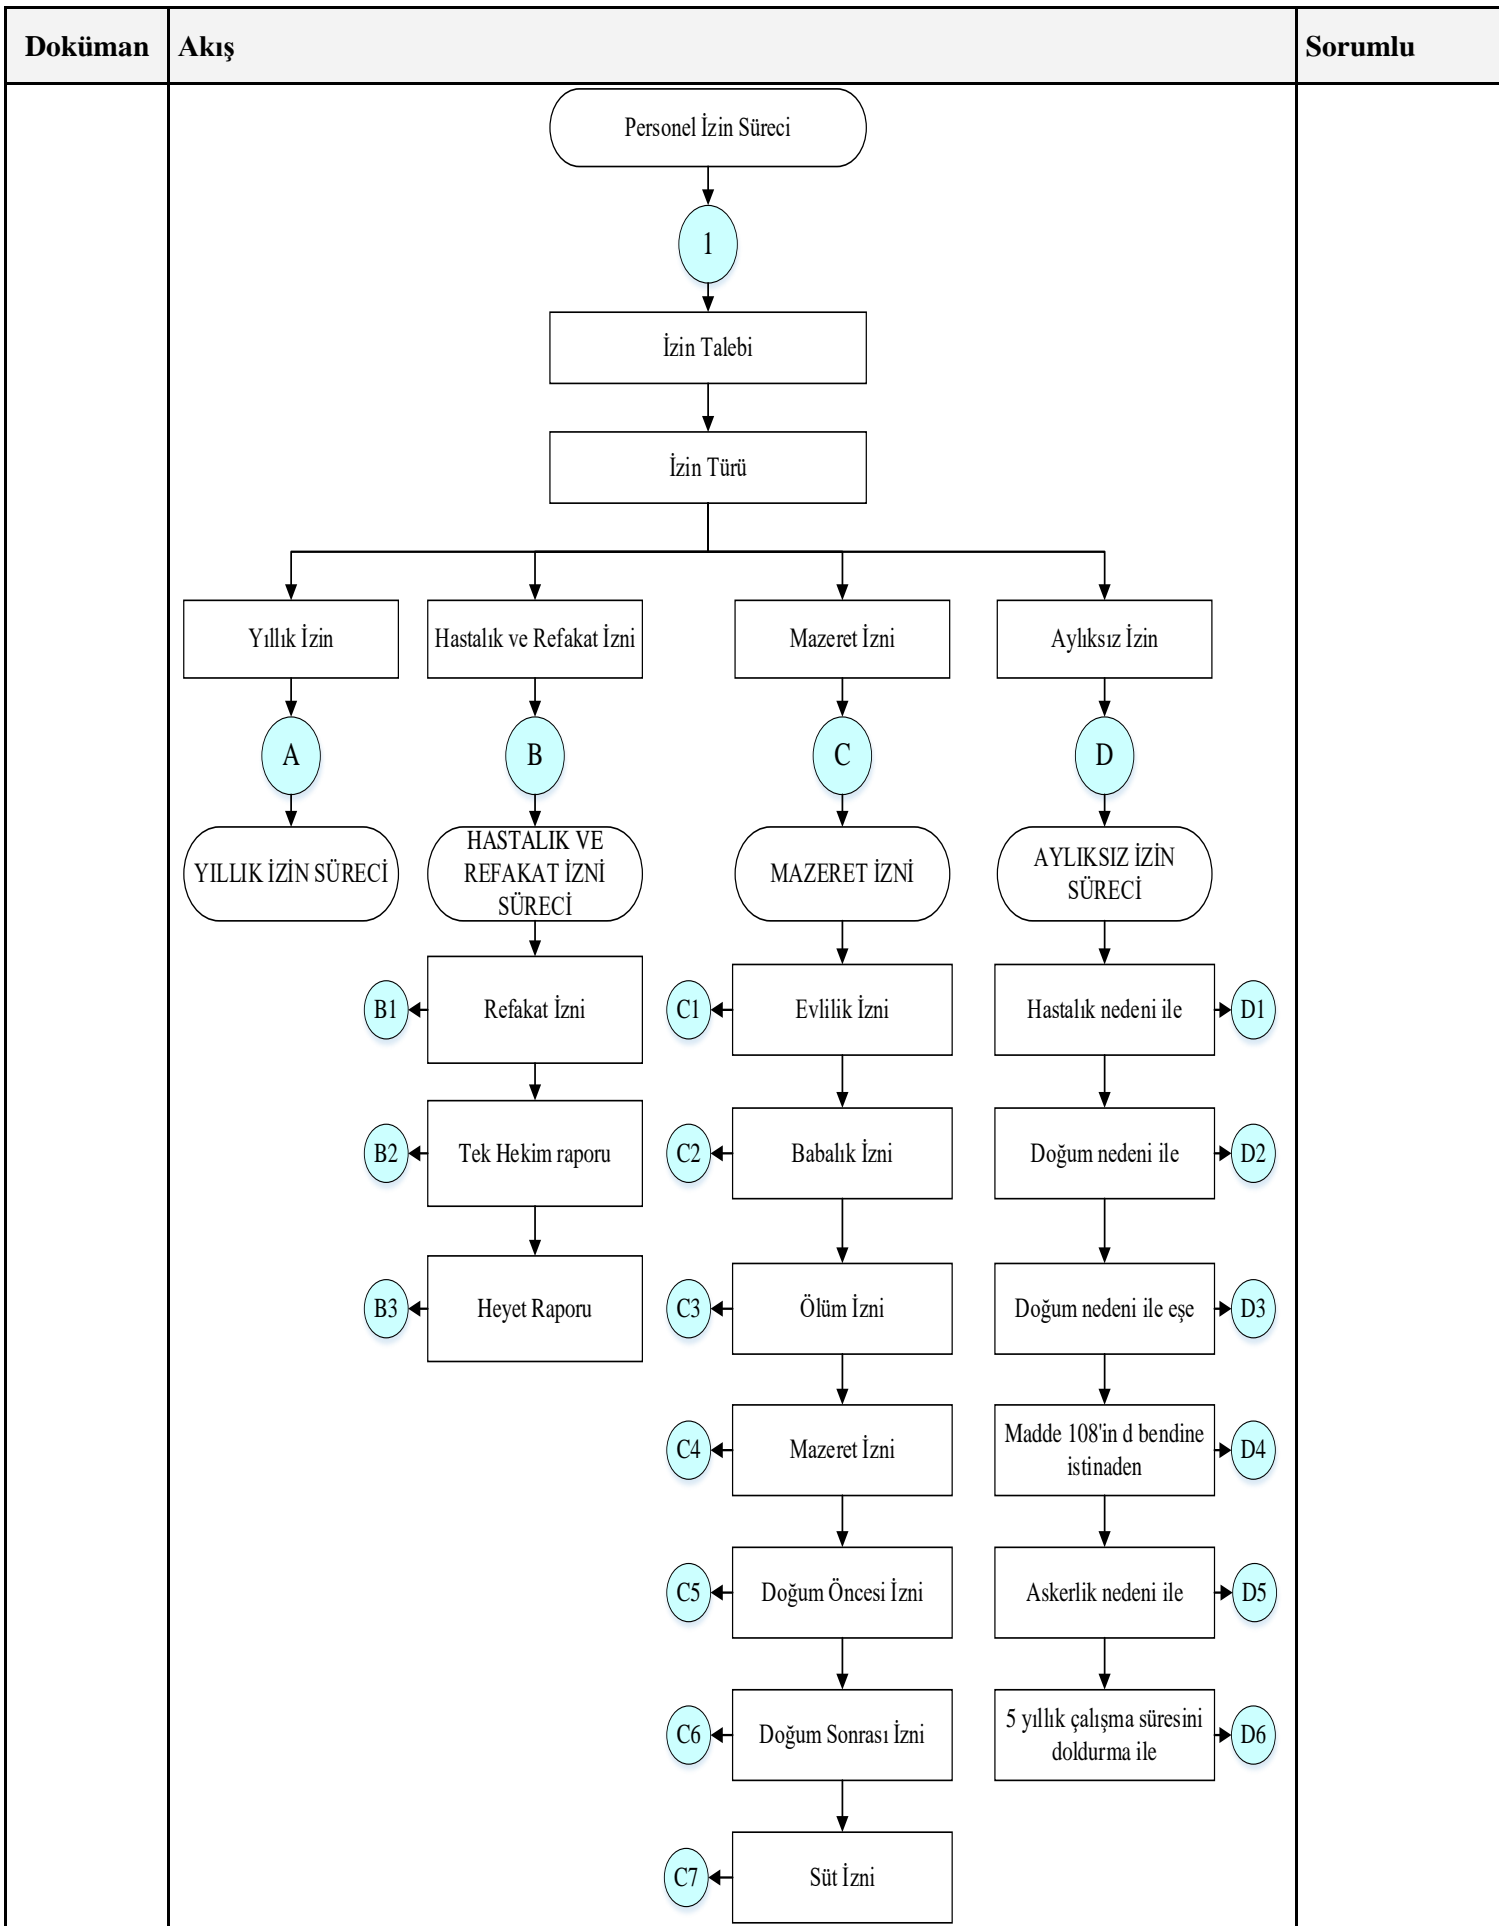 Doküman
Akış
Sorumlu
Personel İzin Süreci
1
İzin Talebi
İzin Türü
Yıllık İzin
Hastalık ve Refakat İzni
Mazeret İzni
Aylıksız İzin
A
B
C
D
YILLIK İZİN SÜRECİ
HASTALIK VE
REFAKAT İZNİ
SÜRECİ
MAZERET İZNİ
AYLIKSIZ İZİN
SÜRECİ
B1
Refakat İzni
C1
Evlilik İzni
Hastalık nedeni ile
D1
B2
Tek Hekim raporu
C2
Babalık İzni
Doğum nedeni ile
D2
B3
Heyet Raporu
C3
Ölüm İzni
Doğum nedeni ile eşe
D3
C4
Mazeret İzni
Madde 108'in d bendine
istinaden
D4
C5
Doğum Öncesi İzni
Askerlik nedeni ile
D5
C6
Doğum Sonrası İzni
5 yıllık çalışma süresini
doldurma ile
D6
C7
Süt İzni